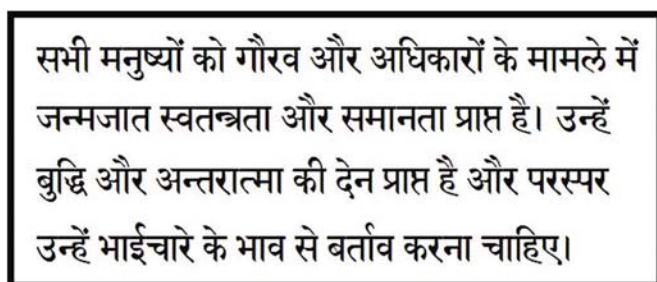 सभी मनुष्यों को गौरव और अधिकारों के मामले में
जन्मजात स्वतन्त्रता और समानता प्राप्त है। उन्हें
बुद्धि और अन्तरात्मा की देन प्राप्त है और परस्पर
उन्हें भाईचारे के भाव से बर्ताव करना चाहिए।